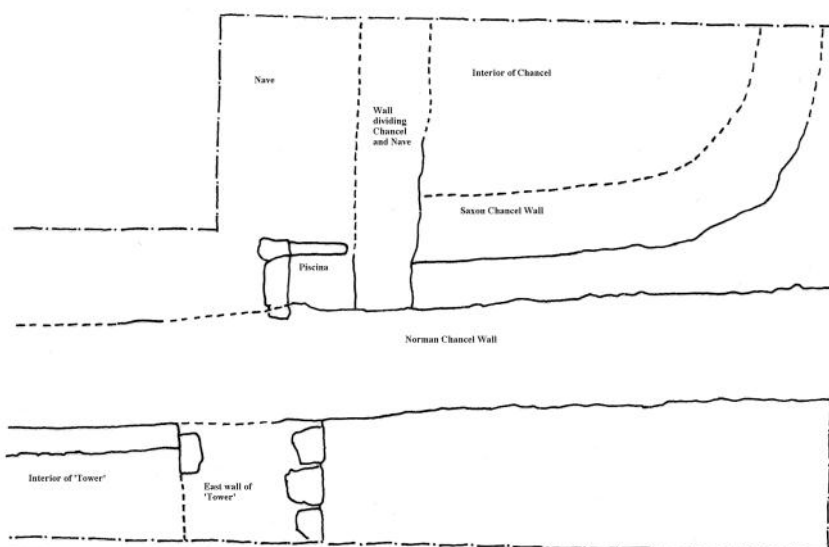 Nave
Interior of Chancel
Wall
dividing
Chancel
and Nave
Saxon Chancel Wall
Piscina
Norman Chancel Wall
Interior of 'Tower'
East wall of
'Tower'